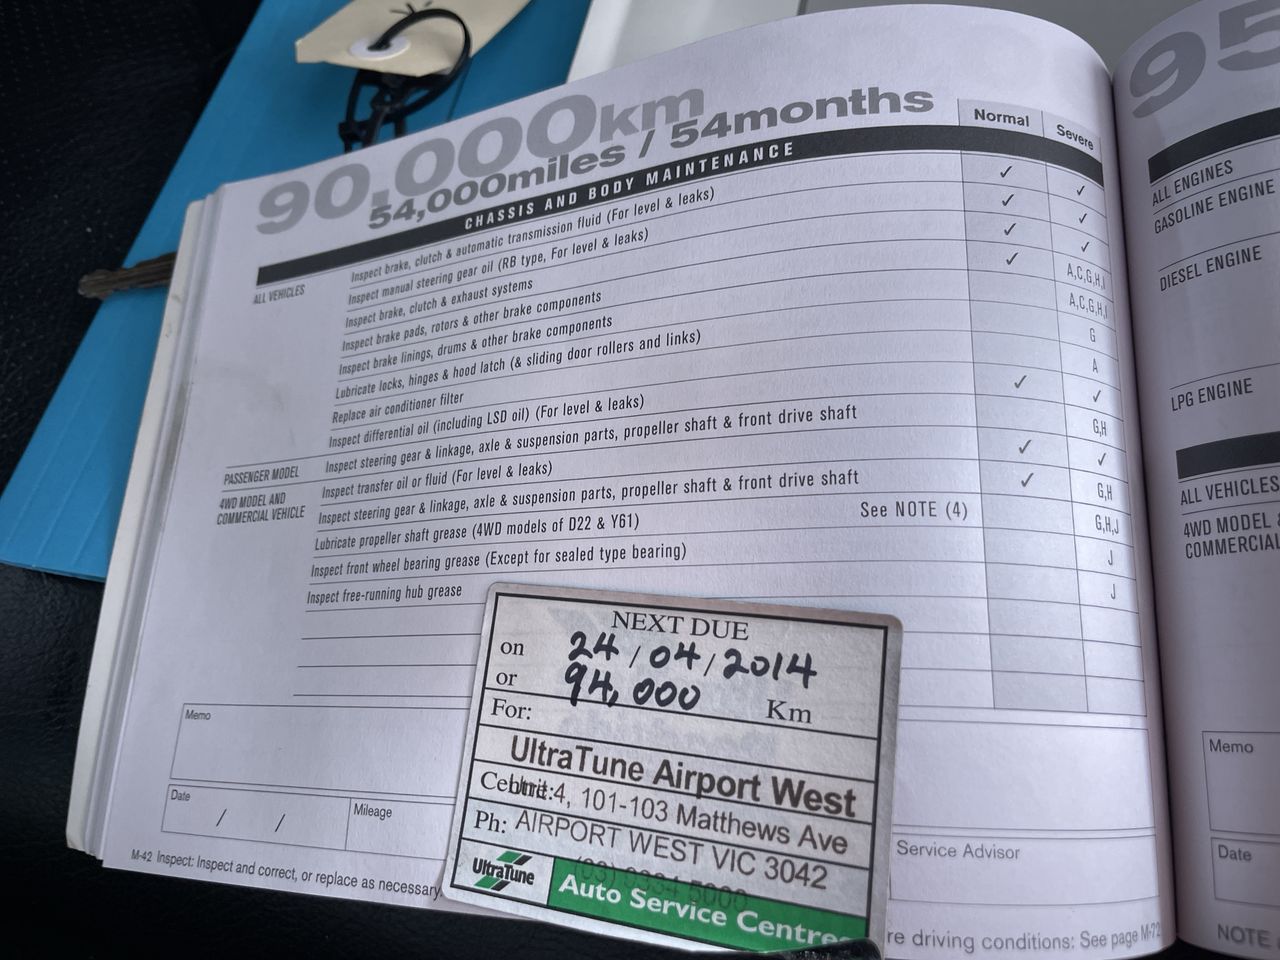 90,000km
54,000miles / 54months
Normal
Severe
CHASSIS AND BODY MAINTENANCE
ALL VEHICLES
Inspect brake, clutch & automatic transmission fluid (For level & leaks) ✓ ✓
Inspect manual steering gear oil (RB type, For level & leaks) ✓ ✓
Inspect brake, clutch & exhaust systems ✓ ✓
Inspect brake pads, rotors & other brake components ✓ A,C,G,H,I
Inspect brake linings, drums & other brake components A,C,G,H,I
Lubricate locks, hinges & hood latch (& sliding door rollers and links) G
Replace air conditioner filter A
Inspect differential oil (including LSD oil) (For level & leaks) ✓ ✓
PASSENGER MODEL
Inspect steering gear & linkage, axle & suspension parts, propeller shaft & front drive shaft G,H
4WD MODEL AND
COMMERCIAL VEHICLE
Inspect transfer oil or fluid (For level & leaks) ✓ ✓
Inspect steering gear & linkage, axle & suspension parts, propeller shaft & front drive shaft ✓ G,H
Lubricate propeller shaft grease (4WD models of D22 & Y61) See NOTE (4) G,H,J
Inspect front wheel bearing grease (Except for sealed type bearing) J
Inspect free-running hub grease J
Memo
Date / /
Mileage
Service Advisor
M-42 Inspect: Inspect and correct, or replace as necessary
re driving conditions: See page M-72
NEXT DUE
on 24/04/2014
or 94,000 Km
For:
UltraTune Airport West
Centre:
Unit 4, 101-103 Matthews Ave
Ph: AIRPORT WEST VIC 3042
UltraTune
Auto Service Centres
95
ALL ENGINES
GASOLINE ENGINE
DIESEL ENGINE
LPG ENGINE
ALL VEHICLES
4WD MODEL
COMMERCIAL
Memo
Date
NOTE